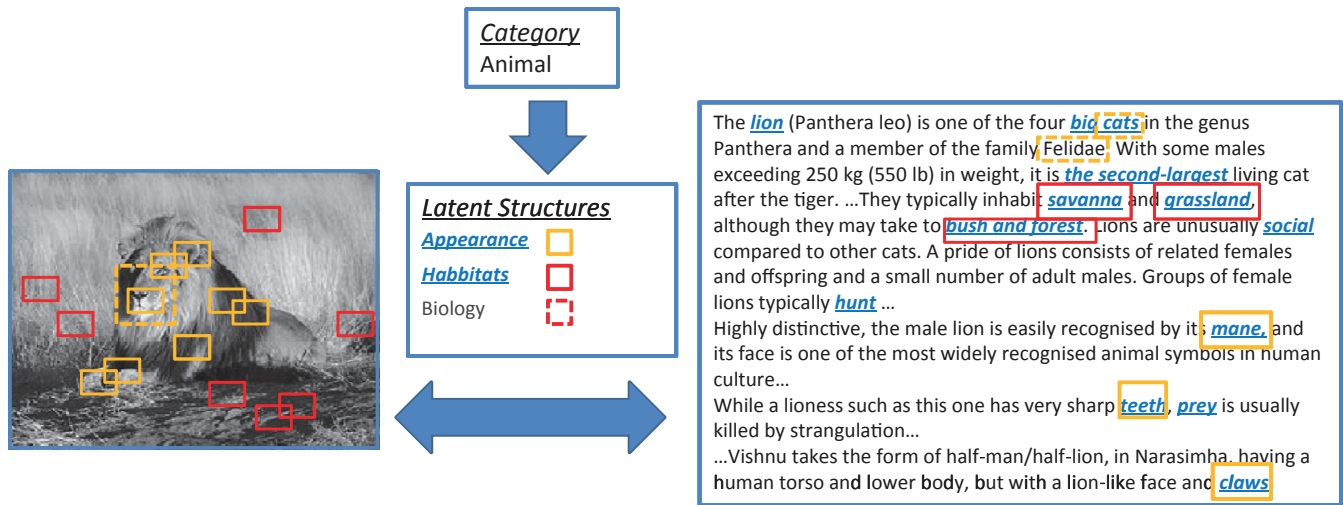 Category
Animal
Latent Structures
Appearance
Habbitats
Biology
The lion (Panthera leo) is one of the four big cats in the genus
Panthera and a member of the family Felidae. With some males
exceeding 250 kg (550 lb) in weight, it is the second-largest living cat
after the tiger. ...They typically inhabit savanna and grassland,
although they may take to bush and forest. Lions are unusually social
compared to other cats. A pride of lions consists of related females
and offspring and a small number of adult males. Groups of female
lions typically hunt ...
Highly distinctive, the male lion is easily recognised by its mane, and
its face is one of the most widely recognised animal symbols in human
culture...
While a lioness such as this one has very sharp teeth, prey is usually
killed by strangulation...
...Vishnu takes the form of half-man/half-lion, in Narasimha, having a
human torso and lower body, but with a lion-like face and claws